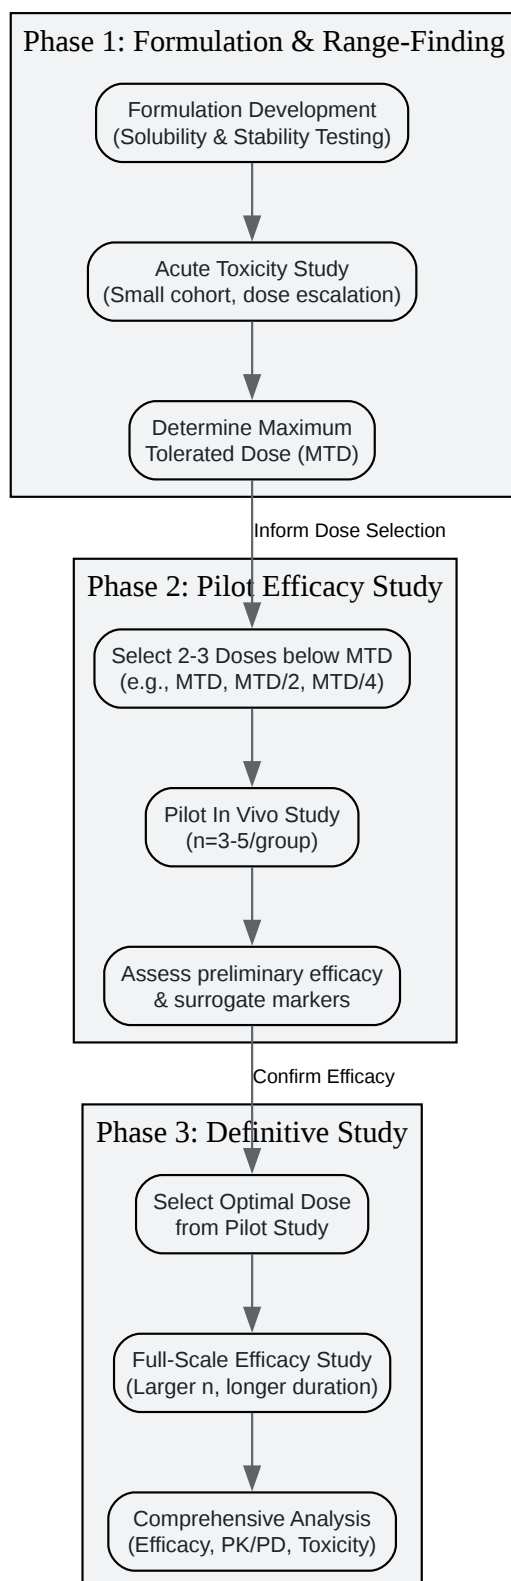 Phase 1: Formulation & Range-Finding
Formulation Development
(Solubility & Stability Testing)
Acute Toxicity Study
(Small cohort, dose escalation)
Determine Maximum
Tolerated Dose (MTD)
Inform Dose Selection
Phase 2: Pilot Efficacy Study
Select 2-3 Doses below MTD
(e.g., MTD, MTD/2, MTD/4)
Pilot In Vivo Study
(n=3-5/group)
Assess preliminary efficacy
& surrogate markers
Confirm Efficacy
Phase 3: Definitive Study
Select Optimal Dose
from Pilot Study
Full-Scale Efficacy Study
(Larger n, longer duration)
Comprehensive Analysis
(Efficacy, PK/PD, Toxicity)